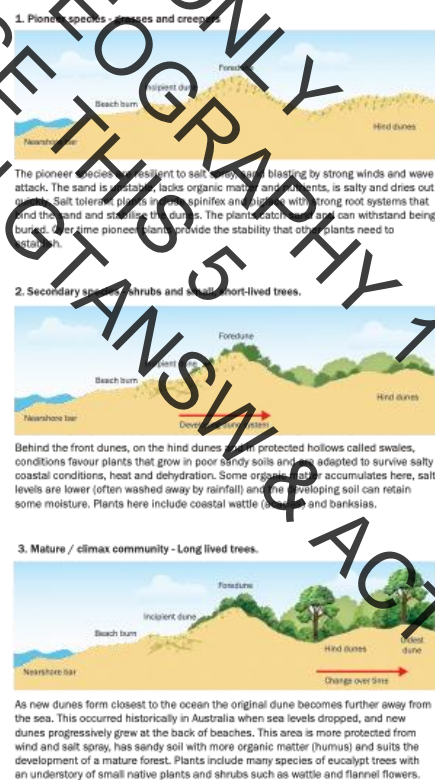 1. Pioneer species - grasses and creepers
Foredune
Incipient dune
Beach burn
Hind dunes
Nearshore bar
The pioneer species are resilient to salt spray, sand blasting by strong winds and wave
attack. The sand is unstable, lacks organic matter and nutrients, is salty and dries out
quickly. Salt tolerant plants include spinifex and pigface with strong root systems that
bind the sand and stabilise the dunes. The plants catch sand and can withstand being
buried. Over time pioneer plants provide the stability that other plants need to
establish.
2. Secondary species - shrubs and small, short-lived trees.
Foredune
Incipient dune
Beach burn
Hind dunes
Nearshore bar
Developing dune system
Behind the front dunes, on the hind dunes and in protected hollows called swales,
conditions favour plants that grow in poor sandy soils and are adapted to survive salty
coastal conditions, heat and dehydration. Some organic matter accumulates here, salt
levels are lower (often washed away by rainfall) and the developing soil can retain
some moisture. Plants here include coastal wattle (acacia) and banksias.
3. Mature / climax community - Long lived trees.
Foredune
Incipient dune
Beach burn
Hind dunes
Oldest
dune
Nearshore bar
Change over time
As new dunes form closest to the ocean the original dune becomes further away from
the sea. This occurred historically in Australia when sea levels dropped, and new
dunes progressively grew at the back of beaches. This area is more protected from
wind and salt spray, has sandy soil with more organic matter (humus) and suits the
development of a mature forest. Plants include many species of eucalypt trees with
an understory of small native plants and shrubs such as wattle and flannel flowers.
ONLY
OGRAPHY 1
THIS 5
CT ANSW & ACT